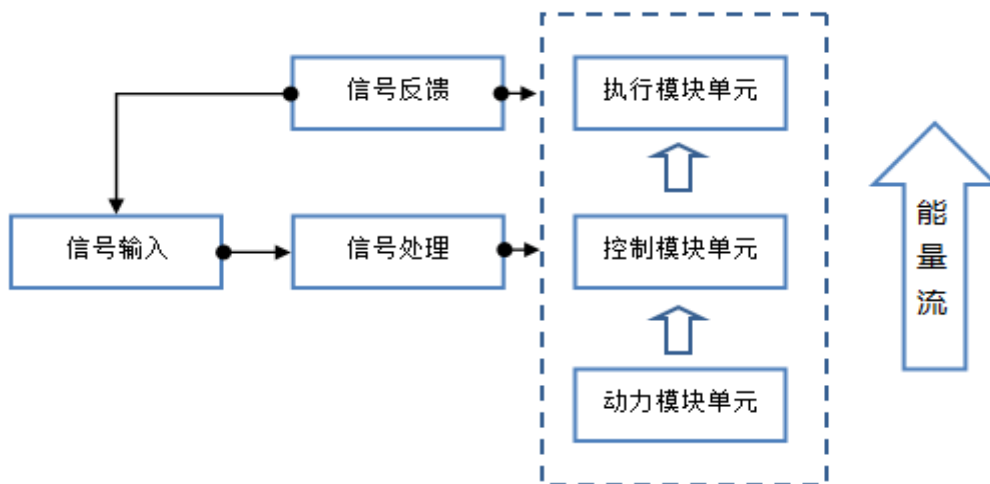 信号反馈
执行模块单元
信号输入
信号处理
控制模块单元
动力模块单元
能
量
流